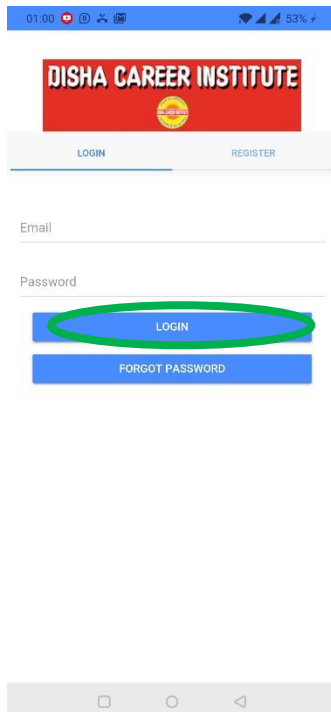 01:00 53%
DISHA CAREER INSTITUTE
LOGIN REGISTER
Email
Password
LOGIN
FORGOT PASSWORD